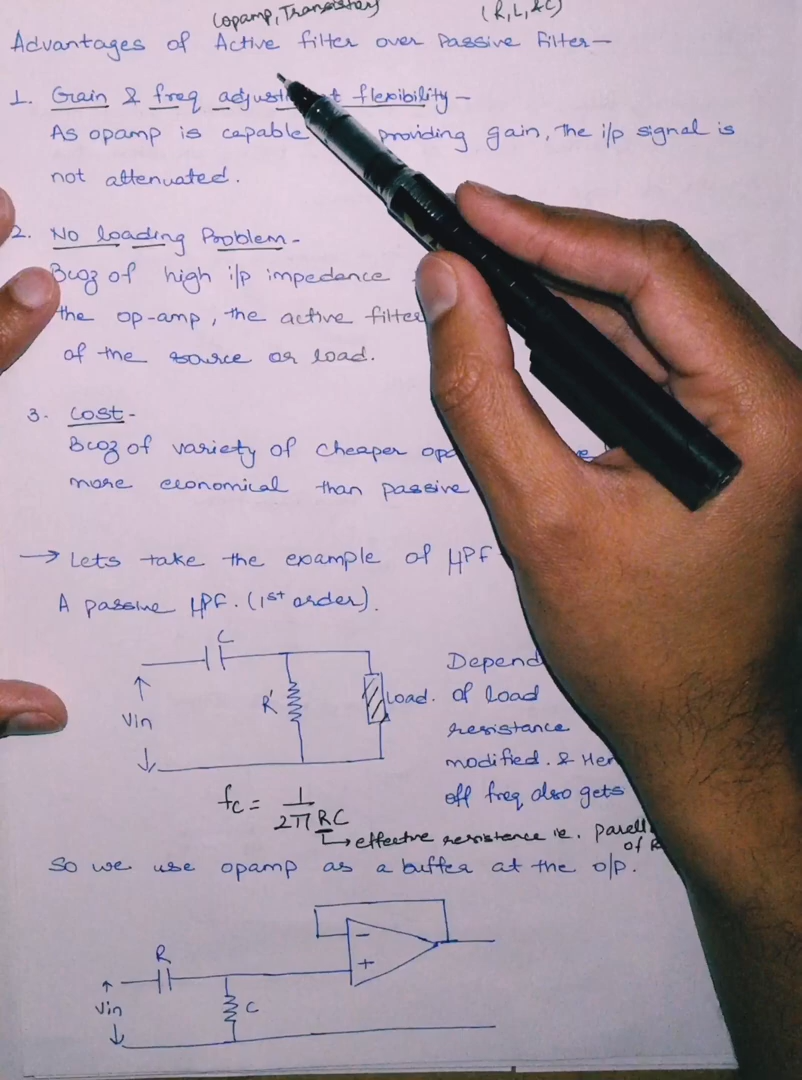 (opamp, Transistor) (R, L, & C)
Advantages of Active filter over Passive filter—
1. Gain & freq adjust t flexibility—
As opamp is capable providing gain, the i/p signal is
not attenuated.
2. No loading Problem-
Bcoz of high i/p impedance
the op-amp, the active filte
of the source or load.
3. Cost-
Bcoz of variety of cheaper opa
more economical than passive
→ Lets take the example of HPF
A passive HPF. (1st order).
C
Vin
R'
Load.
Depend
of load
resistance
modified. & Hen
off freq also gets
fc = 1/2πRC
→ effective resistance ie. parell
of R
So we use opamp as a buffer at the o/p.
R
Vin
C
-
+